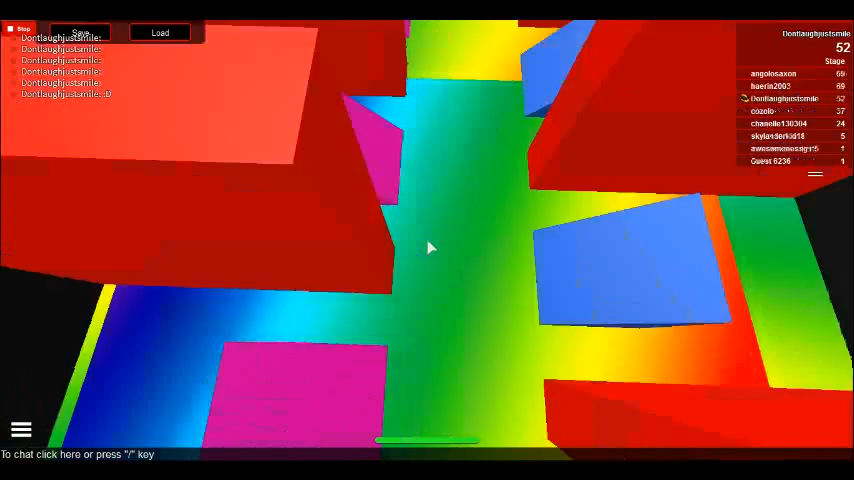 Stop
Save
Load
Dontlaughjustsmile:
Dontlaughjustsmile:
Dontlaughjustsmile:
Dontlaughjustsmile:
Dontlaughjustsmile:
Dontlaughjustsmile: :D
Dontlaughjustsmile
52
Stage
angolosaxon 69
haerin2003 69
Dontlaughjustsmile 52
37
chanelle130304 24
skylanderkid18 5
1
Guest 6236 1
To chat click here or press "/" key